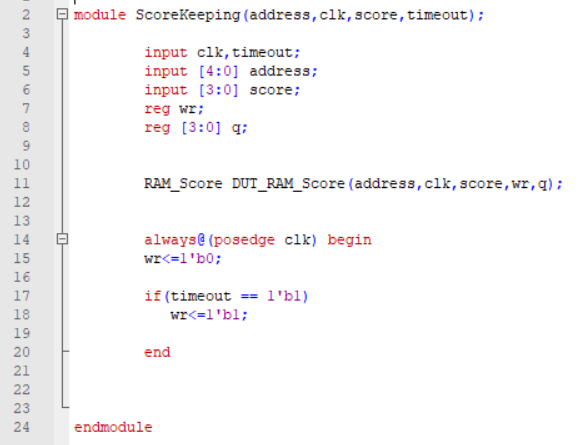 2 module ScoreKeeping(address,clk,score,timeout);
3
4 input clk,timeout;
5 input [4:0] address;
6 input [3:0] score;
7 reg wr;
8 reg [3:0] q;
9
10
11 RAM_Score DUT_RAM_Score(address,clk,score,wr,q);
12
13
14 always@(posedge clk) begin
15 wr<=1'b0;
16
17 if(timeout == 1'b1)
18 wr<=1'b1;
19
20 end
21
22
23
24 endmodule